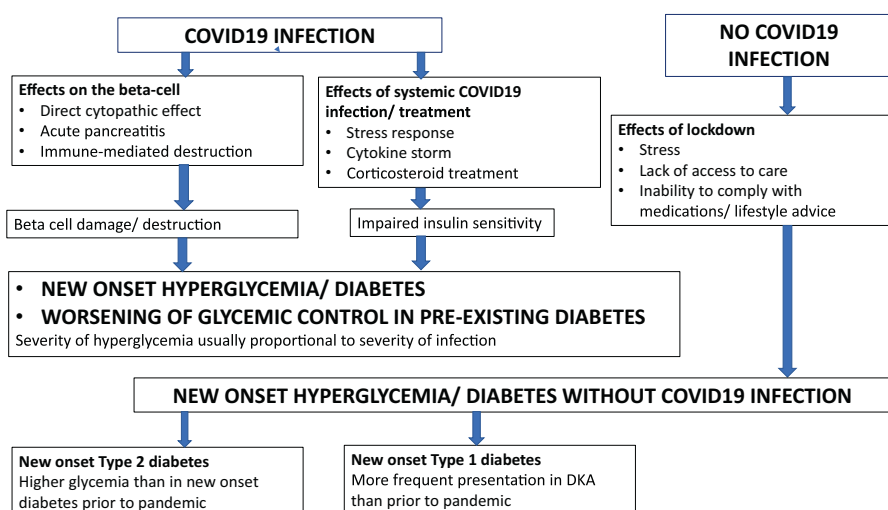 COVID19 INFECTION
NO COVID19
INFECTION
Effects on the beta-cell
• Direct cytopathic effect
• Acute pancreatitis
• Immune-mediated destruction
Effects of systemic COVID19
infection/ treatment
• Stress response
• Cytokine storm
• Corticosteroid treatment
Effects of lockdown
• Stress
• Lack of access to care
• Inability to comply with
medications/ lifestyle advice
Beta cell damage/ destruction
Impaired insulin sensitivity
• NEW ONSET HYPERGLYCEMIA/ DIABETES
• WORSENING OF GLYCEMIC CONTROL IN PRE-EXISTING DIABETES
Severity of hyperglycemia usually proportional to severity of infection
NEW ONSET HYPERGLYCEMIA/ DIABETES WITHOUT COVID19 INFECTION
New onset Type 2 diabetes
Higher glycemia than in new onset
diabetes prior to pandemic
New onset Type 1 diabetes
More frequent presentation in DKA
than prior to pandemic